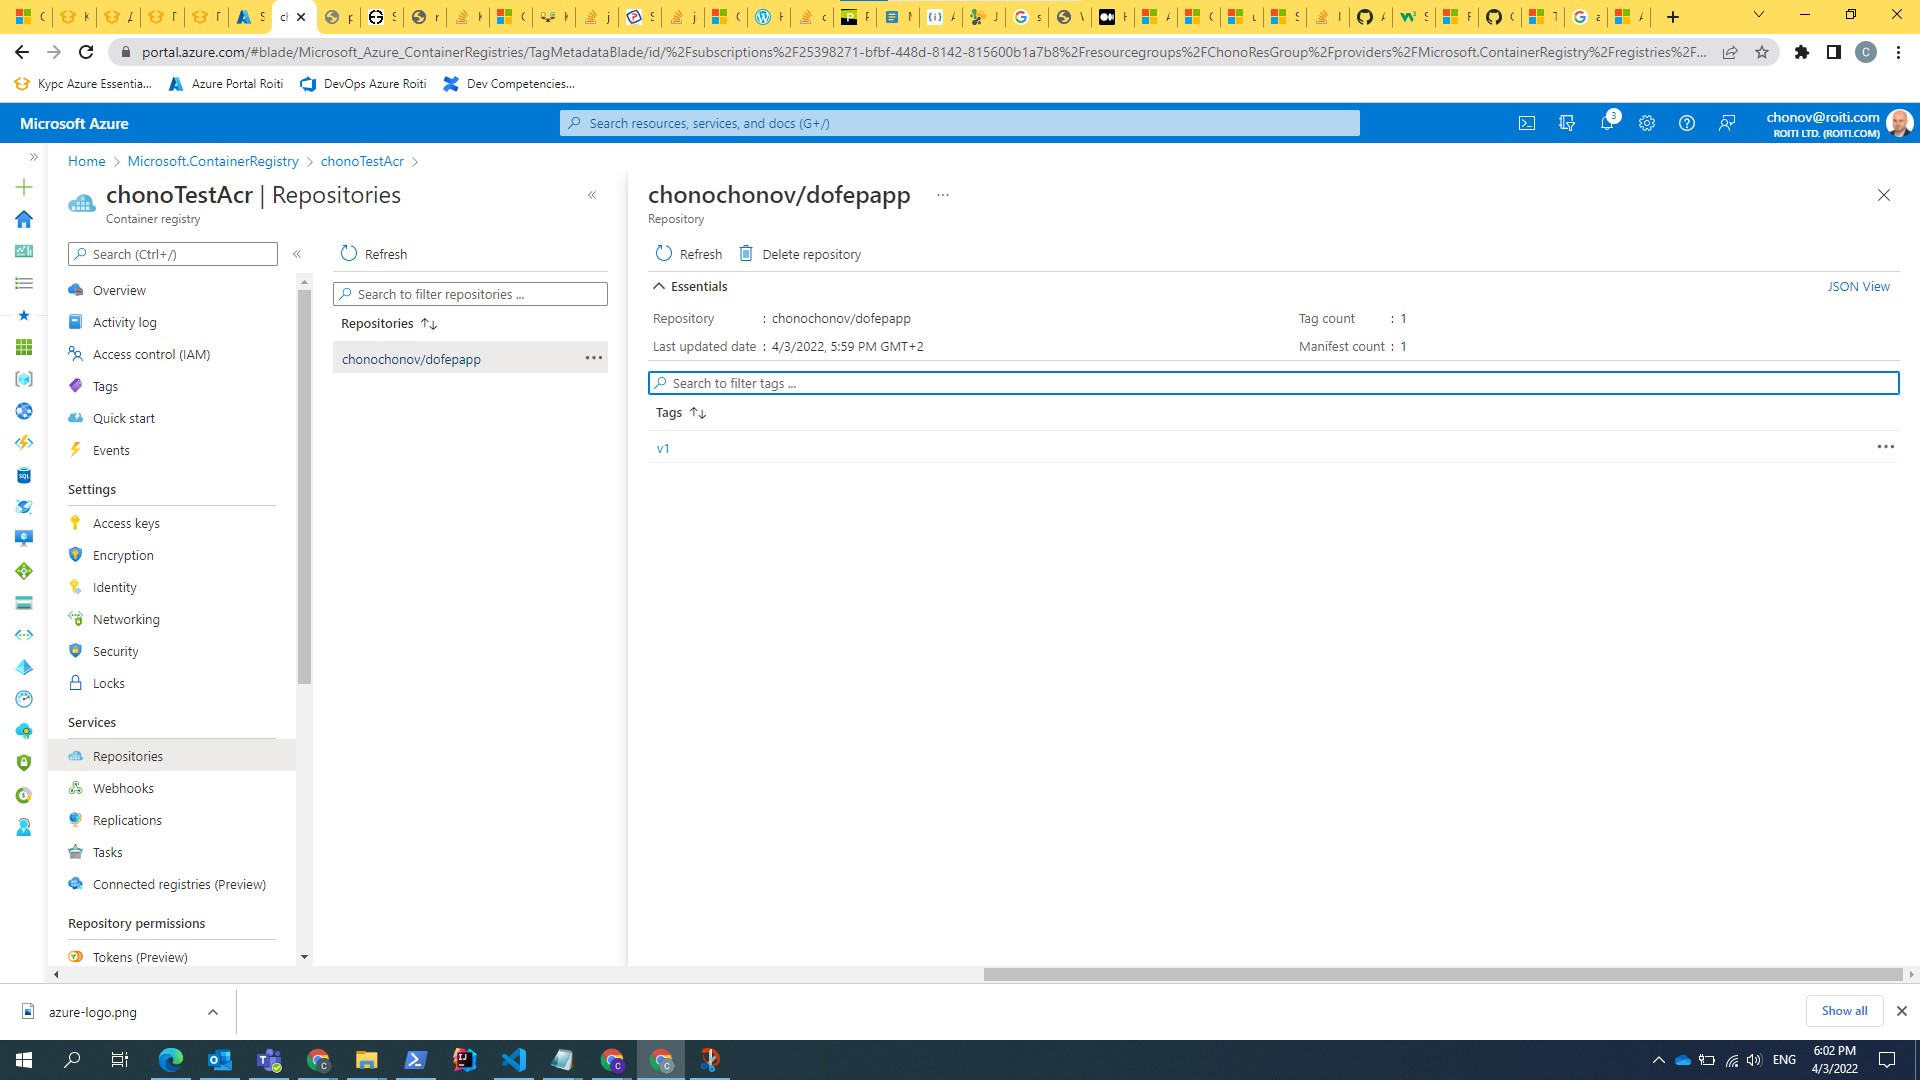 portal.azure.com/#blade/Microsoft_Azure_ContainerRegistries/TagMetadataBlade/id/%2Fsubscriptions%2F25398271-bfbf-448d-8142-815600b1a7b8%2Fresourcegroups%2FChonoResGroup%2Fproviders%2FMicrosoft.ContainerRegistry%2Fregistries%2F...
C
Курс Azure Essentia...
Azure Portal Roiti
DevOps Azure Roiti
Dev Competencies...
Microsoft Azure
Search resources, services, and docs (G+/)
3
chonov@roiti.com
ROITI LTD. (ROITI.COM)
Home
Microsoft.ContainerRegistry
chonoTestAcr
chonoTestAcr | Repositories
Container registry
Search (Ctrl+/)
Overview
Activity log
Access control (IAM)
Tags
Quick start
Events
Settings
Access keys
Encryption
Identity
Networking
Security
Locks
Services
Repositories
Webhooks
Replications
Tasks
Connected registries (Preview)
Repository permissions
Tokens (Preview)
Refresh
Search to filter repositories ...
Repositories
chonochonov/dofepapp
chonochonov/dofepapp
Repository
Refresh
Delete repository
Essentials
JSON View
Repository : chonochonov/dofepapp
Tag count : 1
Last updated date : 4/3/2022, 5:59 PM GMT+2
Manifest count : 1
Search to filter tags ...
Tags
v1
azure-logo.png
Show all
ENG
6:02 PM
4/3/2022